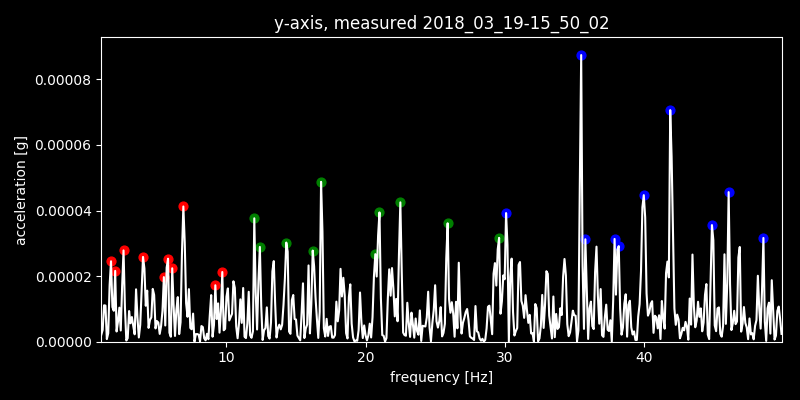 y-axis, measured 2018_03_19-15_50_02
0.00008
0.00006
0.00004
0.00002
0.00000
acceleration [g]
10 20 30 40
frequency [Hz]